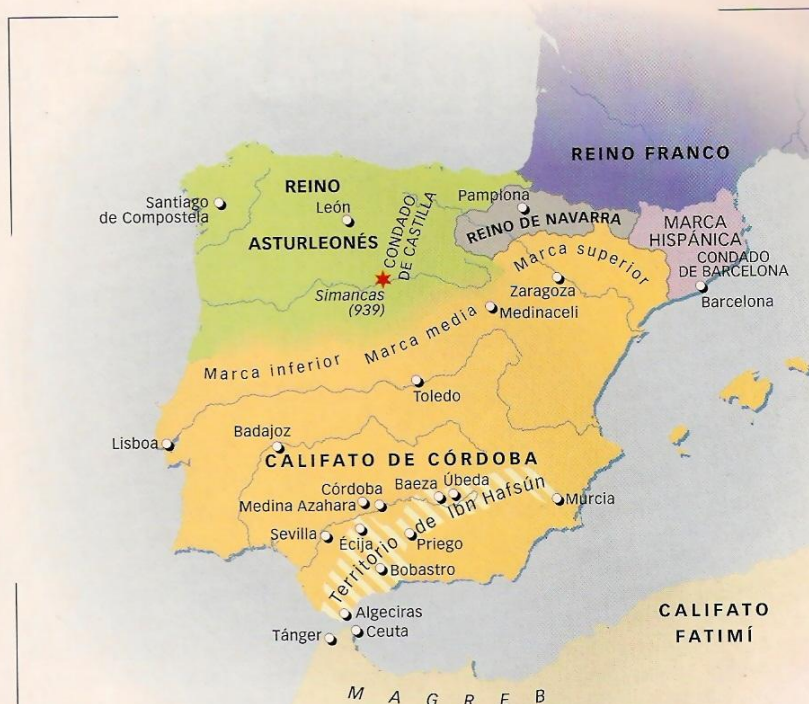 REINO FRANCO
Santiago
de Compostela
REINO
León
ASTURLEONÉS
CONDADO
DE CASTILLA
Pamplona
REINO DE NAVARRA
MARCA
HISPÁNICA
CONDADO
DE BARCELONA
Barcelona
Simancas
(939)
Marca superior
Zaragoza
Medinaceli
Marca media
Marca inferior
Toledo
Lisboa
Badajoz
CALIFATO DE CÓRDOBA
Córdoba
Baeza
Úbeda
Medina Azahara
Murcia
Sevilla
Écija
Priego
Territorio de Ibn Hafsún
Bobastro
Algeciras
Tánger
Ceuta
CALIFATO
FATIMÍ
MAGREB